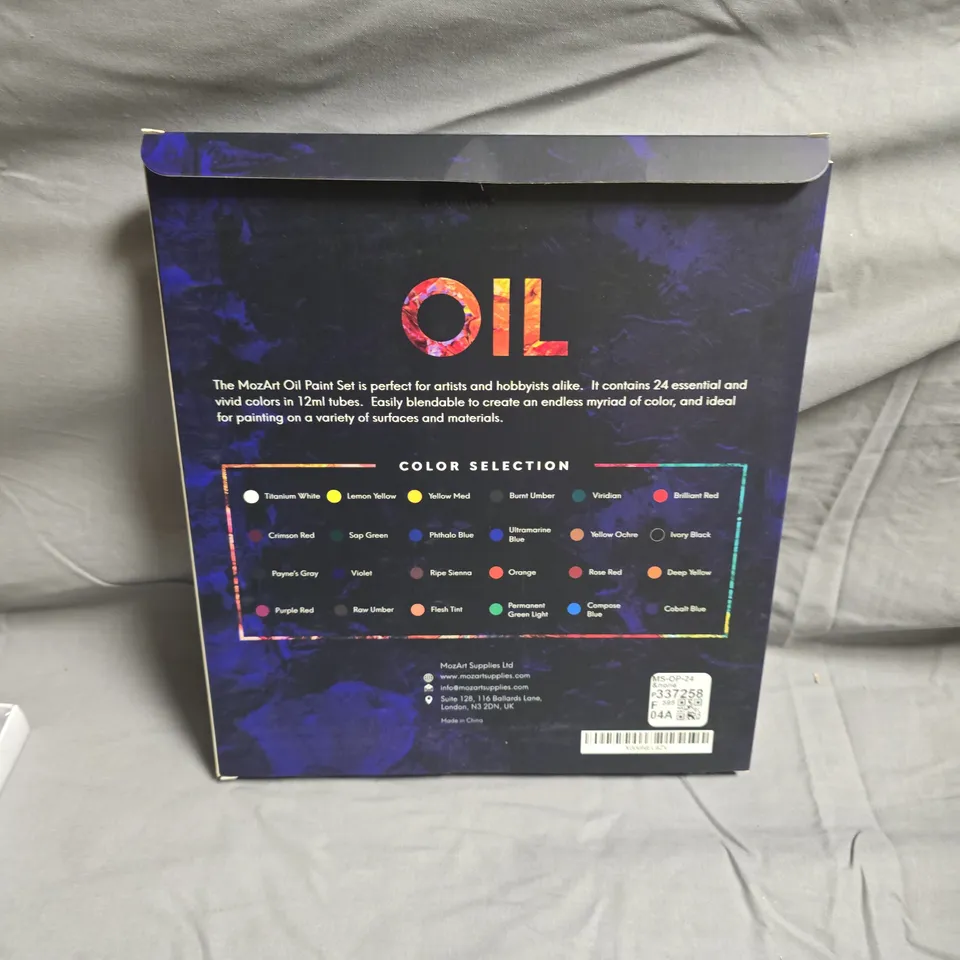 OIL
The MozArt Oil Paint Set is perfect for artists and hobbyists alike. It contains 24 essential and
vivid colors in 12ml tubes. Easily blendable to create an endless myriad of color, and ideal
for painting on a variety of surfaces and materials.
COLOR SELECTION
Titanium White Lemon Yellow Yellow Med Burnt Umber Viridian Brilliant Red
Crimson Red Sap Green Phthalo Blue Ultramarine
Blue Yellow Ochre Ivory Black
Payne's Gray Violet Ripe Sienna Orange Rose Red Deep Yellow
Purple Red Raw Umber Flesh Tint Permanent
Green Light Compose
Blue Cobalt Blue
MozArt Supplies Ltd
www.mozartsupplies.com
info@mozartsupplies.com
Suite 128, 116 Ballards Lane,
London, N3 2DN, UK
Made in China
MS-OP-24
P337258
F 585
04A